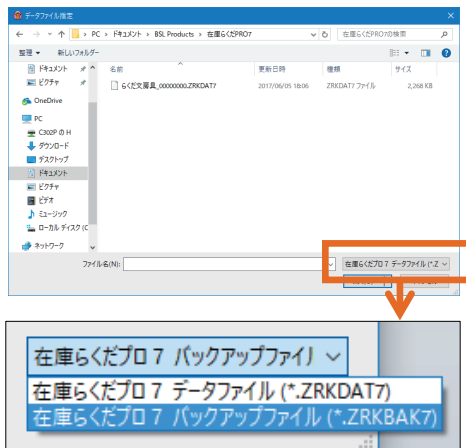 データファイル指定
PC > ドキュメント > BSL Products > 在庫らくだPRO7
在庫らくだPRO7の検索
整理 新しいフォルダー
名前 更新日時 種類 サイズ
らくだ文房具_00000000.ZRKDAT7 2017/06/05 18:06 ZRKDAT7 ファイル 2,268 KB
ドキュメント
ピクチャ
OneDrive
PC
C302P の H
ダウンロード
デスクトップ
ドキュメント
ピクチャ
ビデオ
ミュージック
ローカル ディスク (C
ネットワーク
ファイル名(N):
在庫らくだプロ 7 データファイル (*.Z
在庫らくだプロ 7 バックアップファイル
在庫らくだプロ 7 データファイル (*.ZRKDAT7)
在庫らくだプロ 7 バックアップファイル (*.ZRKBAK7)